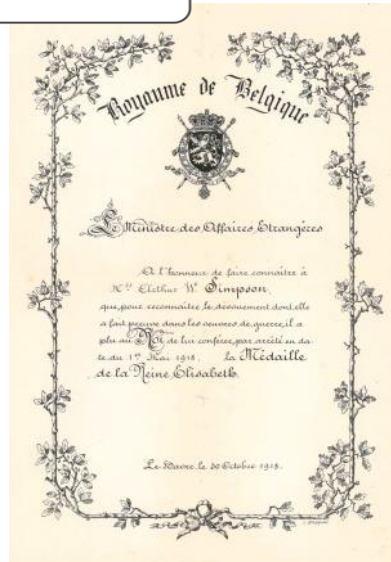 Royaume de Belgique
Le Ministre des Affaires Etrangères
A l'honneur de faire connaître à
Arthur W. Simpson,
que, pour reconnaître le dévouement dont elle
a fait preuve dans les oeuvres de guerre, il a
plu au Roi de lui conférer, par arrêté en da-
te du 1er Mai 1918, la Médaille
de la Reine Elisabeth.
Le Havre, le 30 Octobre 1918.